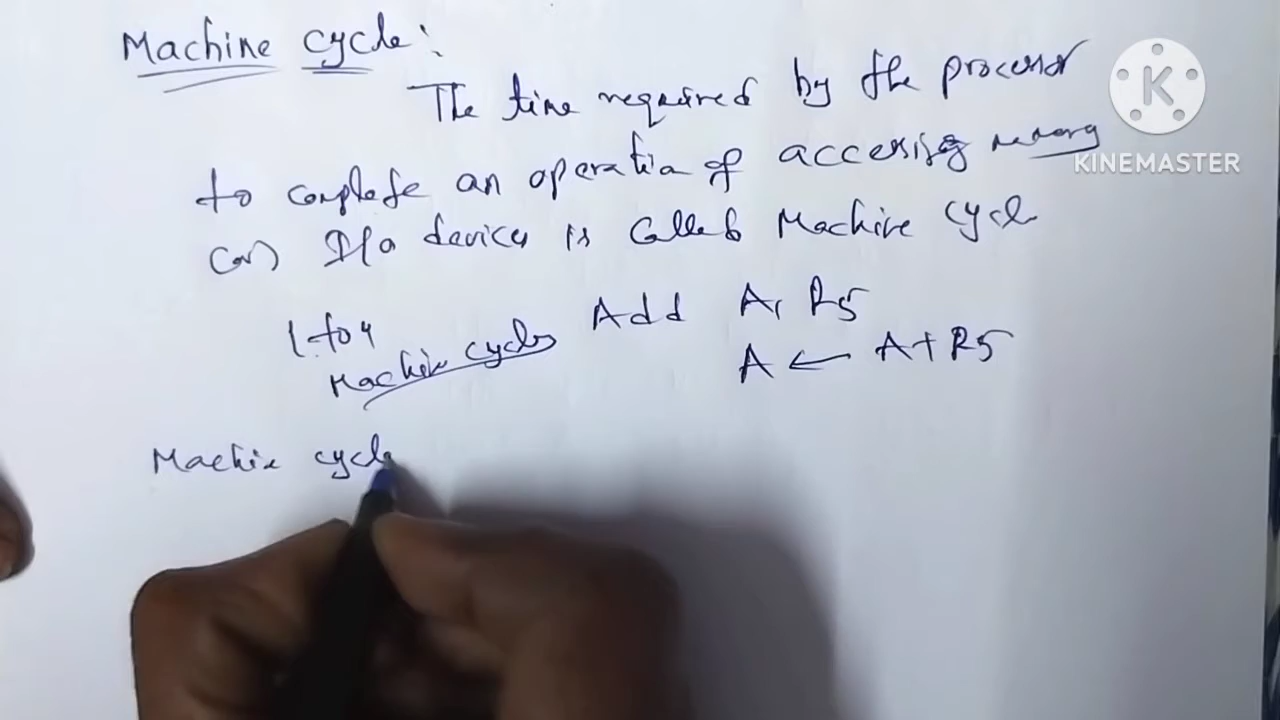 Machine cycle:
The time required by the processor
to complete an operation of accessing memory
(or) I/o devices is called Machine cycle
1 to 4
Machine cycles
Add A, R5
A ← A+R5
Machine cycle
K
KINEMASTER